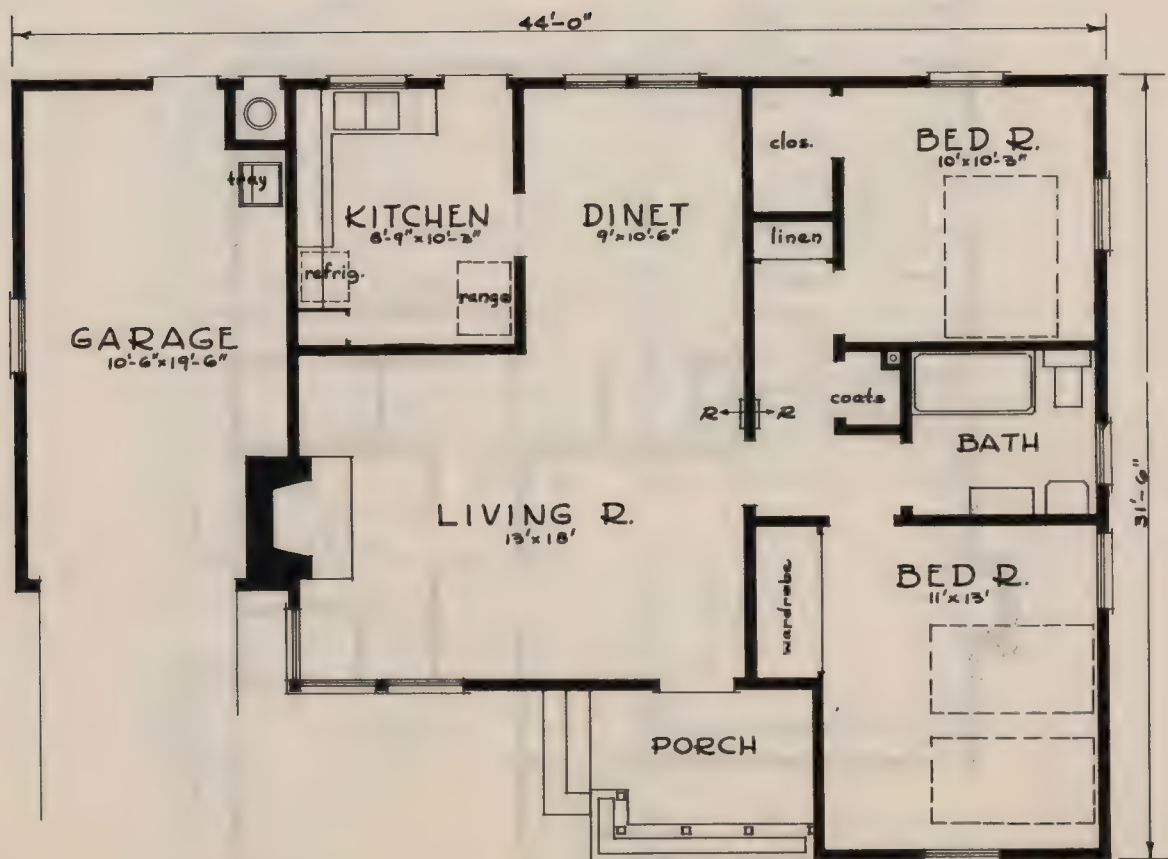 44'-0"
clos.
BED R.
10'x10'-3"
tray
KITCHEN
8'-9"x10'-3"
DINET
9'x10'-6"
linen
refrig.
range
GARAGE
10'-6"x19'-6"
R R
coats
BATH
31'-6"
LIVING R.
13'x18'
wardrobe
BED R.
11'x13'
PORCH